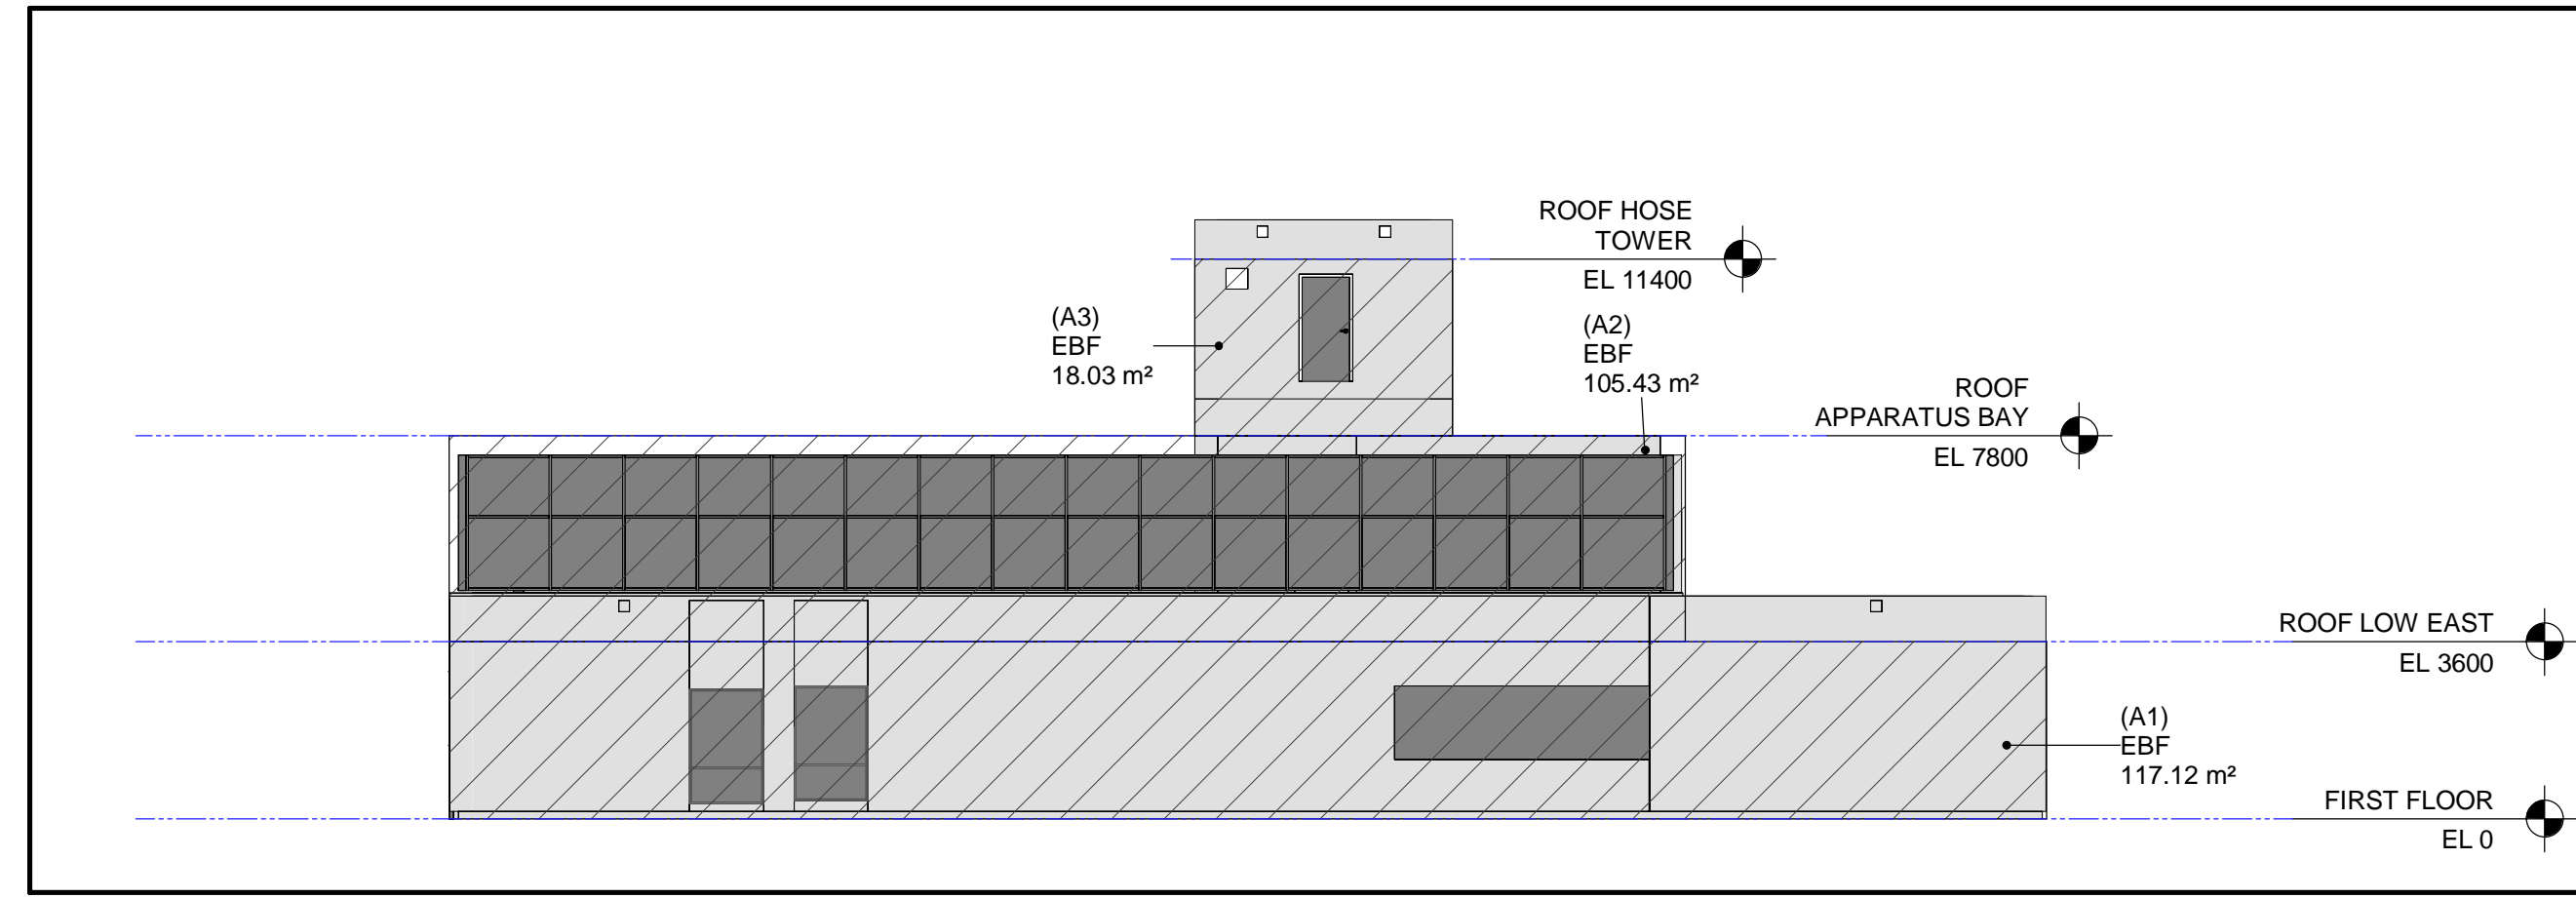 ROOF HOSE
TOWER
EL 11400
(A3)
EBF
18.03 m²
(A2)
EBF
105.43 m²
ROOF
APPARATUS BAY
EL 7800
ROOF LOW EAST
EL 3600
(A1)
EBF
117.12 m²
FIRST FLOOR
EL 0